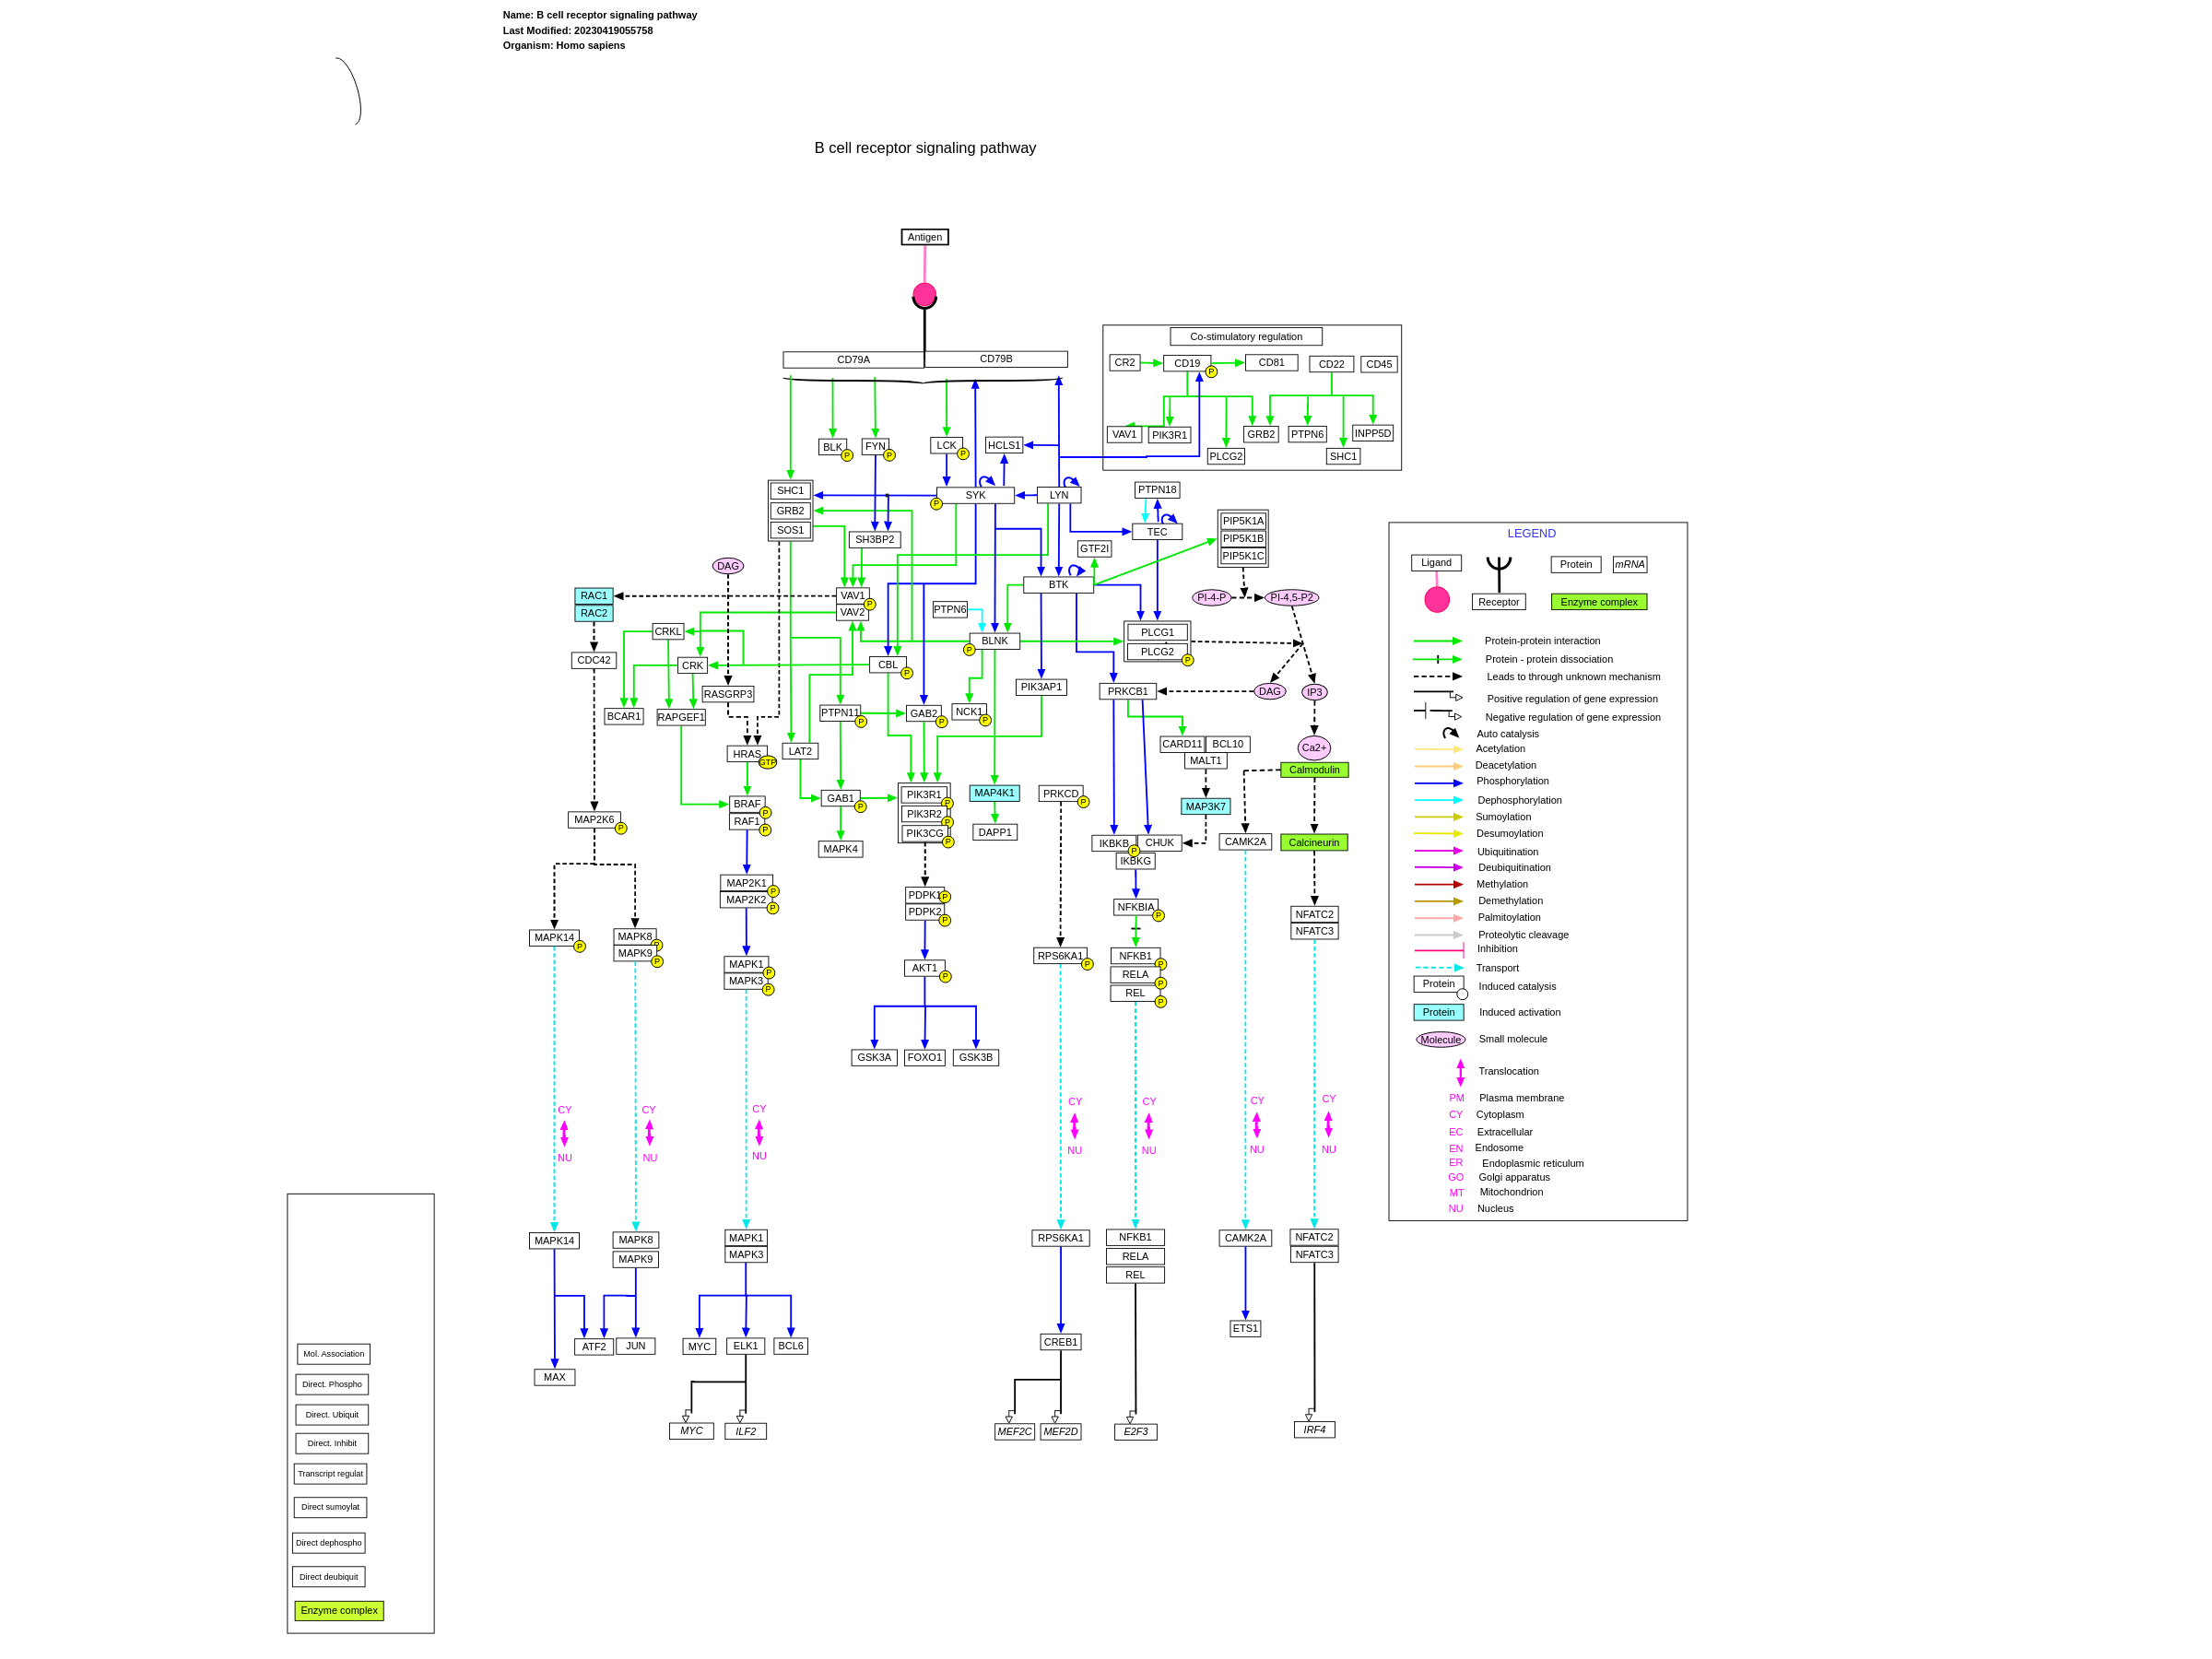 Name: B cell receptor signaling pathway
Last Modified: 20230419055758
Organism: Homo sapiens
B cell receptor signaling pathway
Antigen
CD79A
CD79B
Co-stimulatory regulation
CR2
CD19
P
CD81
CD22
CD45
VAV1
PIK3R1
PLCG2
GRB2
PTPN6
SHC1
INPP5D
BLK
P
FYN
P
LCK
P
HCLS1
SHC1
GRB2
SOS1
SYK
P
LYN
PTPN18
TEC
SH3BP2
GTF2I
PIP5K1A
PIP5K1B
PIP5K1C
DAG
BTK
RAC1
RAC2
VAV1
P
VAV2
PTPN6
PI-4-P
PI-4,5-P2
CRKL
BLNK
P
PLCG1
PLCG2
P
CDC42
CRK
CBL
P
RASGRP3
PIK3AP1
PRKCB1
DAG
IP3
BCAR1
RAPGEF1
PTPN11
P
GAB2
P
NCK1
P
HRAS
GTP
LAT2
CARD11
BCL10
MALT1
Ca2+
Calmodulin
BRAF
P
RAF1
P
GAB1
P
PIK3R1
P
PIK3R2
P
PIK3CG
P
MAP4K1
PRKCD
P
MAP3K7
MAP2K6
P
MAPK4
DAPP1
IKBKB
P
CHUK
IKBKG
CAMK2A
Calcineurin
MAP2K1
P
MAP2K2
P
PDPK1
P
PDPK2
P
NFKBIA
P
NFATC2
NFATC3
MAPK14
P
MAPK8
P
MAPK9
P
MAPK1
P
MAPK3
P
AKT1
P
RPS6KA1
P
NFKB1
P
RELA
P
REL
P
GSK3A
FOXO1
GSK3B
CY
NU
CY
NU
CY
NU
CY
NU
CY
NU
CY
NU
CY
NU
MAPK14
MAPK8
MAPK9
MAPK1
MAPK3
RPS6KA1
NFKB1
RELA
REL
CAMK2A
NFATC2
NFATC3
ATF2
JUN
MYC
ELK1
BCL6
CREB1
ETS1
MAX
MYC
ILF2
MEF2C
MEF2D
E2F3
IRF4
LEGEND
Ligand
Receptor
Protein
mRNA
Enzyme complex
Protein-protein interaction
Protein - protein dissociation
Leads to through unknown mechanism
Positive regulation of gene expression
Negative regulation of gene expression
Auto catalysis
Acetylation
Deacetylation
Phosphorylation
Dephosphorylation
Sumoylation
Desumoylation
Ubiquitination
Deubiquitination
Methylation
Demethylation
Palmitoylation
Proteolytic cleavage
Inhibition
Transport
Protein
Induced catalysis
Protein
Induced activation
Molecule
Small molecule
Translocation
PM Plasma membrane
CY Cytoplasm
EC Extracellular
EN Endosome
ER Endoplasmic reticulum
GO Golgi apparatus
MT Mitochondrion
NU Nucleus
Mol. Association
Direct. Phospho
Direct. Ubiquit
Direct. Inhibit
Transcript regulat
Direct sumoylat
Direct dephospho
Direct deubiquit
Enzyme complex